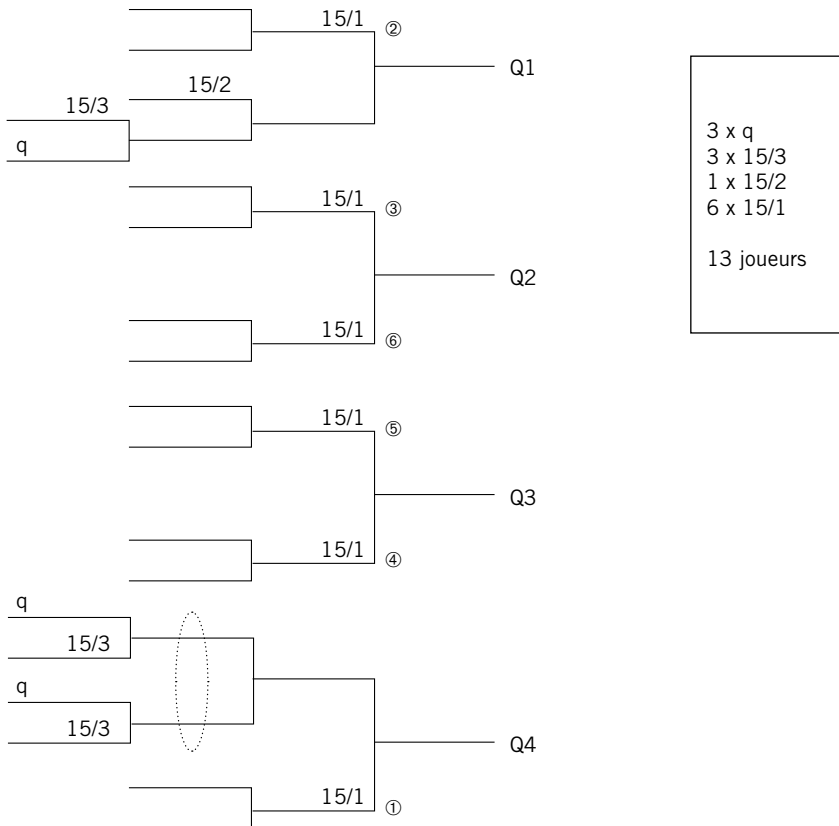 15/1 ②
Q1
15/2
15/3
q
15/1 ③
Q2
15/1 ⑥
15/1 ⑤
Q3
15/1 ④
q
15/3
q
15/3
Q4
15/1 ①
3 x q
3 x 15/3
1 x 15/2
6 x 15/1
13 joueurs